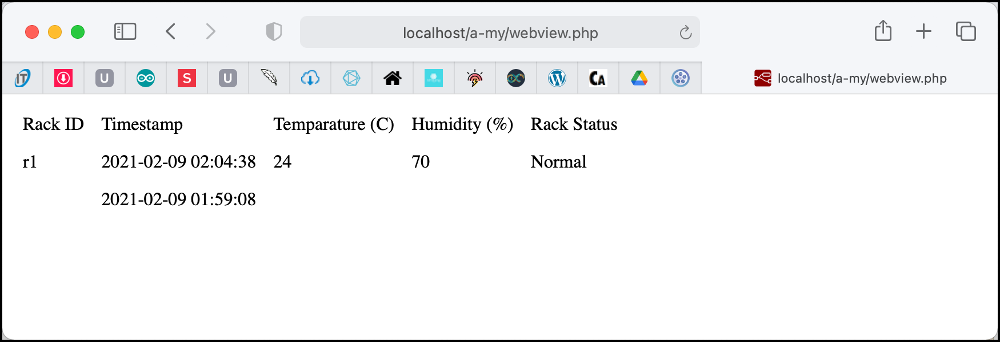 localhost/a-my/webview.php
IT U S U CA localhost/a-my/webview.php
Rack ID Timestamp Temparature (C) Humidity (%) Rack Status
r1 2021-02-09 02:04:38 24 70 Normal
2021-02-09 01:59:08